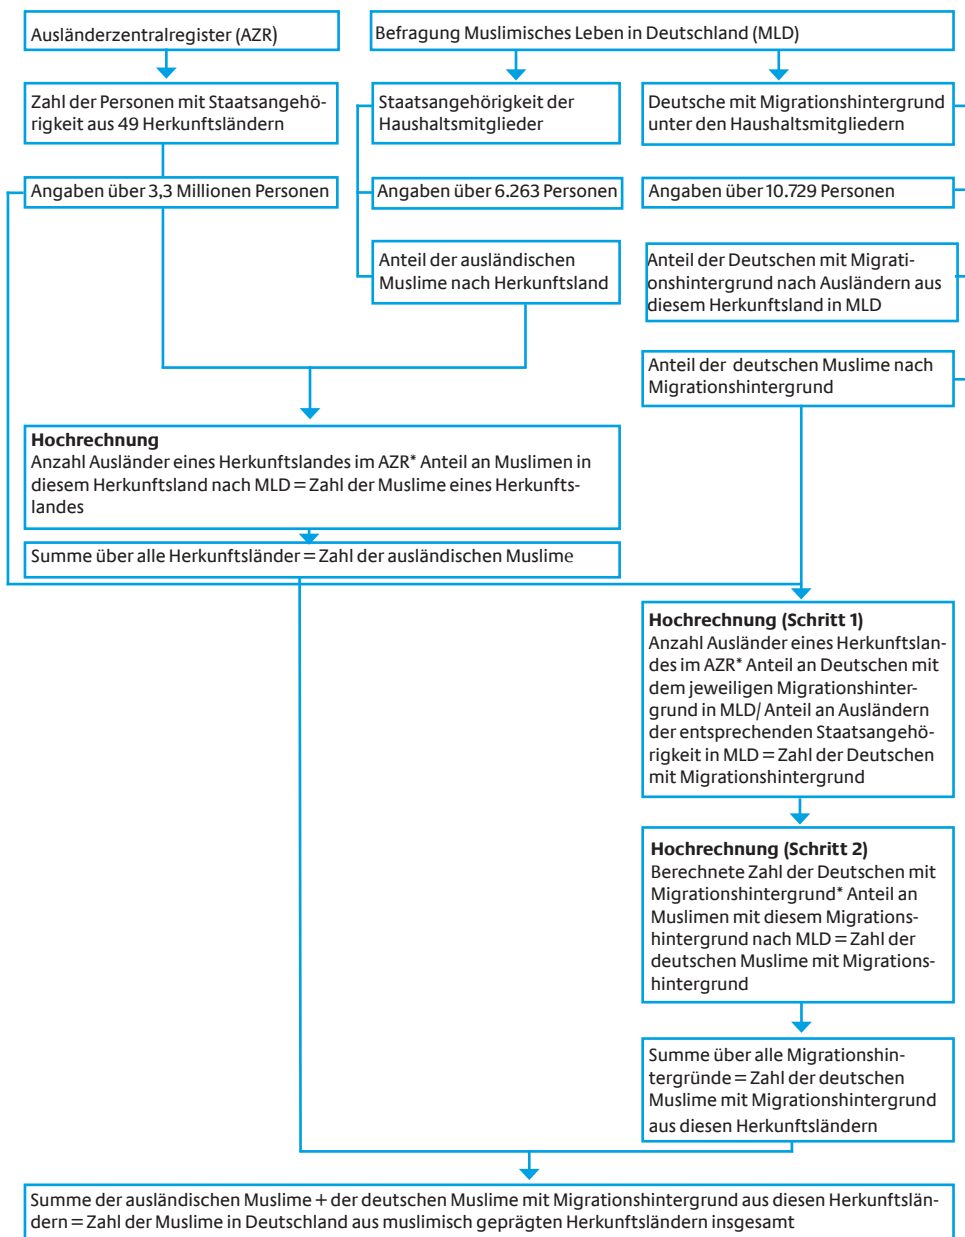 Ausländerzentralregister (AZR)
Befragung Muslimisches Leben in Deutschland (MLD)
Zahl der Personen mit Staatsangehö-
rigkeit aus 49 Herkunftsländern
Staatsangehörigkeit der
Haushaltsmitglieder
Deutsche mit Migrationshintergrund
unter den Haushaltsmitgliedern
Angaben über 3,3 Millionen Personen
Angaben über 6.263 Personen
Angaben über 10.729 Personen
Anteil der ausländischen
Muslime nach Herkunftsland
Anteil der Deutschen mit Migrati-
onshintergrund nach Ausländern aus
diesem Herkunftsland in MLD
Anteil der deutschen Muslime nach
Migrationshintergrund
Hochrechnung
Anzahl Ausländer eines Herkunftslandes im AZR* Anteil an Muslimen in
diesem Herkunftsland nach MLD = Zahl der Muslime eines Herkunfts-
landes
Summe über alle Herkunftsländer = Zahl der ausländischen Muslime
Hochrechnung (Schritt 1)
Anzahl Ausländer eines Herkunftslan-
des im AZR* Anteil an Deutschen mit
dem jeweiligen Migrationshinter-
grund in MLD/ Anteil an Ausländern
der entsprechenden Staatsangehö-
rigkeit in MLD = Zahl der Deutschen
mit Migrationshintergrund
Hochrechnung (Schritt 2)
Berechnete Zahl der Deutschen mit
Migrationshintergrund* Anteil an
Muslimen mit diesem Migrations-
hintergrund nach MLD = Zahl der
deutschen Muslime mit Migrations-
hintergrund
Summe über alle Migrationshin-
tergründe = Zahl der deutschen
Muslime mit Migrationshintergrund
aus diesen Herkunftsländern
Summe der ausländischen Muslime + der deutschen Muslime mit Migrationshintergrund aus diesen Herkunftslän-
dern = Zahl der Muslime in Deutschland aus muslimisch geprägten Herkunftsländern insgesamt